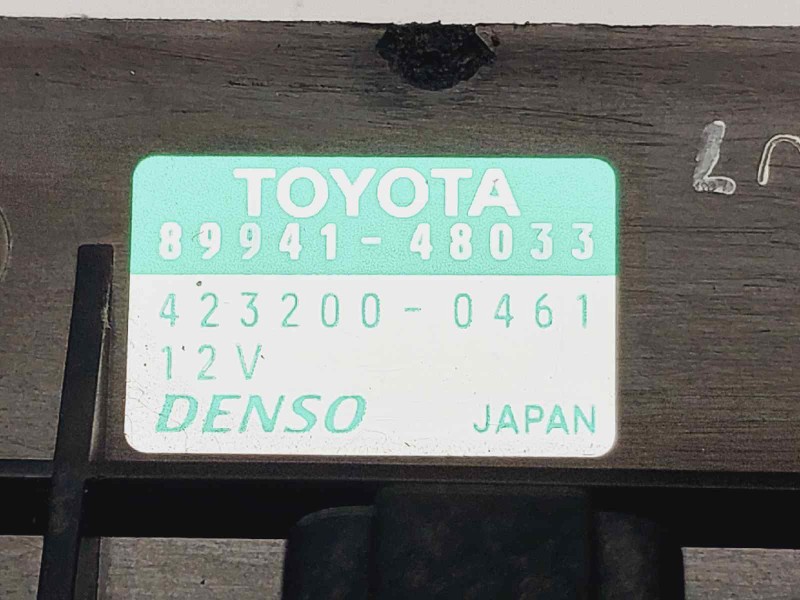 TOYOTA
89941-48033
423200-0461
12V
DENSO JAPAN